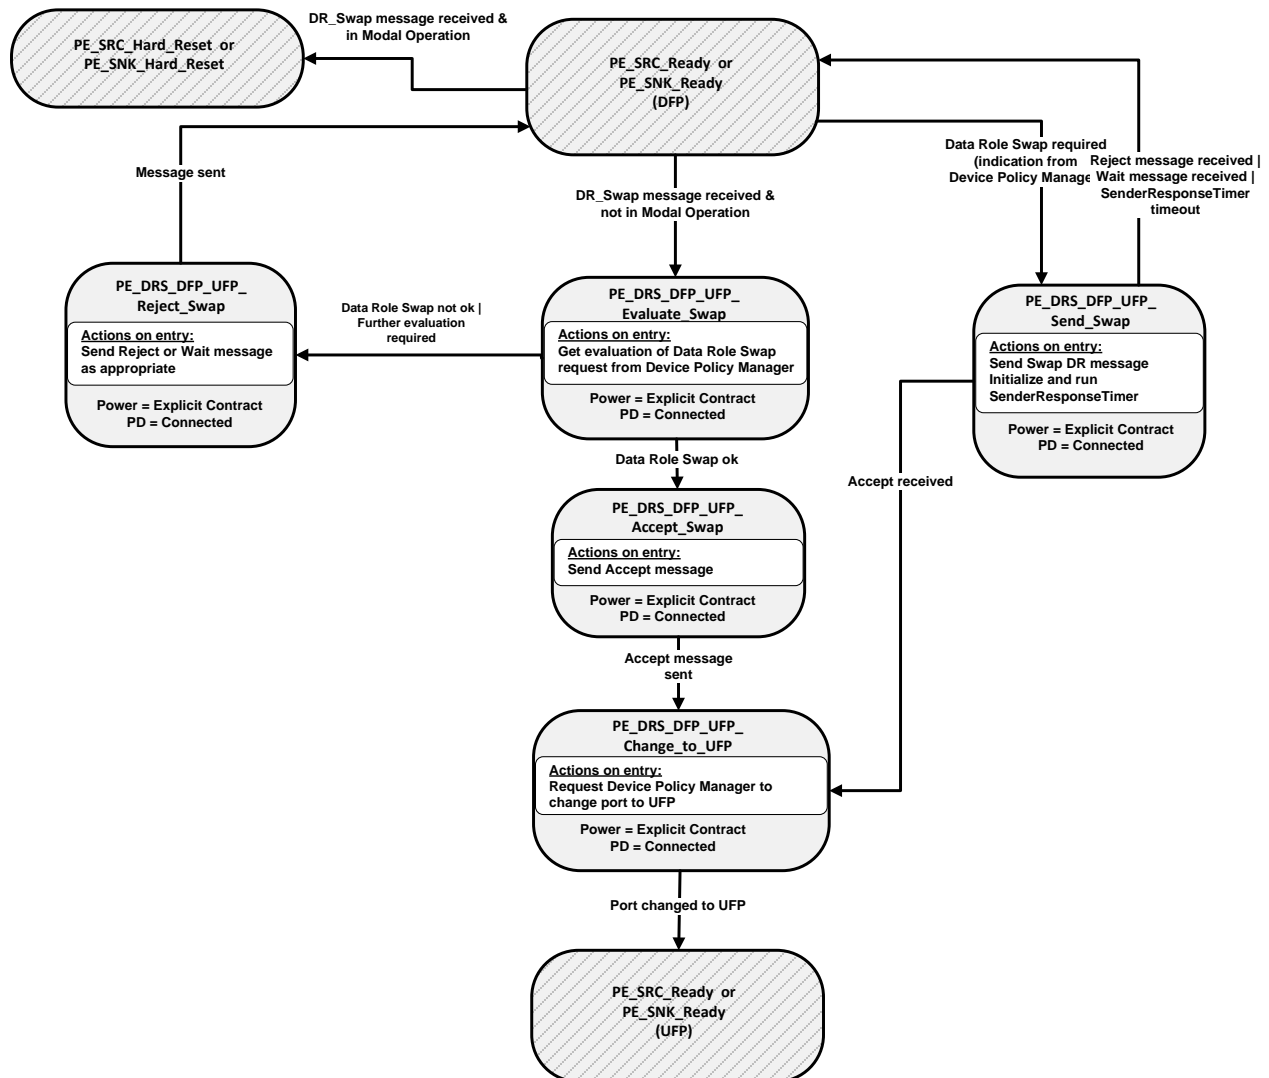 DR_Swap message received &
in Modal Operation
PE_SRC_Hard_Reset or
PE_SNK_Hard_Reset
PE_SRC_Ready or
PE_SNK_Ready
(DFP)
Message sent
DR_Swap message received &
not in Modal Operation
Data Role Swap required
(indication from
Device Policy Manage
Reject message received |
Wait message received |
SenderResponseTimer
timeout
PE_DRS_DFP_UFP_
Reject_Swap
Actions on entry:
Send Reject or Wait message
as appropriate
Power = Explicit Contract
PD = Connected
Data Role Swap not ok |
Further evaluation
required
PE_DRS_DFP_UFP_
Evaluate_Swap
Actions on entry:
Get evaluation of Data Role Swap
request from Device Policy Manager
Power = Explicit Contract
PD = Connected
PE_DRS_DFP_UFP_
Send_Swap
Actions on entry:
Send Swap DR message
Initialize and run
SenderResponseTimer
Power = Explicit Contract
PD = Connected
Data Role Swap ok
Accept received
PE_DRS_DFP_UFP_
Accept_Swap
Actions on entry:
Send Accept message
Power = Explicit Contract
PD = Connected
Accept message
sent
PE_DRS_DFP_UFP_
Change_to_UFP
Actions on entry:
Request Device Policy Manager to
change port to UFP
Power = Explicit Contract
PD = Connected
Port changed to UFP
PE_SRC_Ready or
PE_SNK_Ready
(UFP)